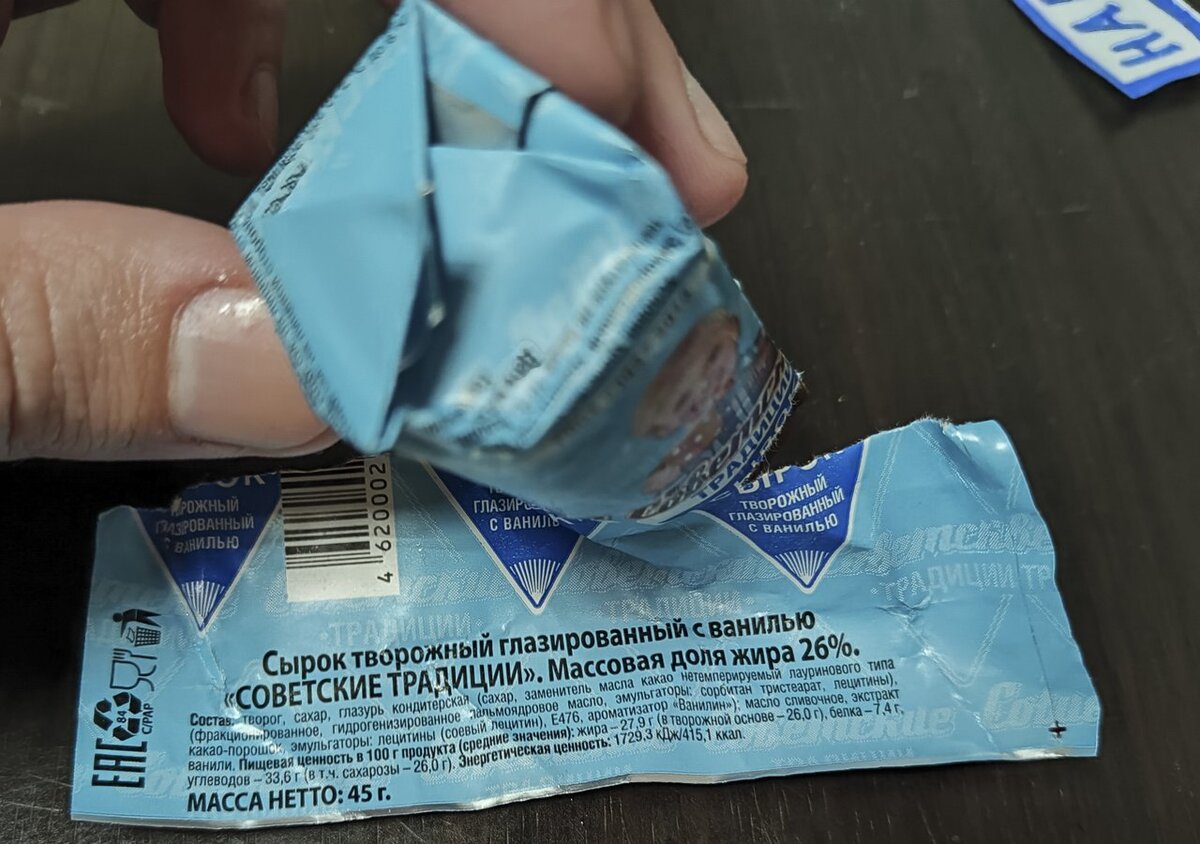 НА
ТВОРОЖНЫЙ
ГЛАЗИРОВАННЫЙ
С ВАНИЛЬЮ
ГЛАЗИРОВАННЫЙ
С ВАНИЛЬЮ
4 620002
ТВОРОЖНЫЙ
ГЛАЗИРОВАННЫЙ
С ВАНИЛЬЮ
ТРАДИЦИИ
·ТРАДИЦИИ·
ТРАДИЦИИ
Сырок творожный глазированный с ванилью
«СОВЕТСКИЕ ТРАДИЦИИ». Массовая доля жира 26%.
Состав: творог, сахар, глазурь кондитерская (сахар, заменитель масла какао нетемперируемый лауринового типа
(фракционированное, гидрогенизированное пальмоядровое масло, эмульгаторы: сорбитан тристеарат, лецитины),
какао-порошок, эмульгаторы: лецитины (соевый лецитин), Е476, ароматизатор «Ванилин»), масло сливочное, экстракт
ванили. Пищевая ценность в 100 г продукта (средние значения): жира – 27,9 г (в творожной основе – 26,0 г), белка – 7,4 г,
углеводов – 33,6 г (в т.ч. сахарозы – 26,0 г). Энергетическая ценность: 1729,3 кДж/415,1 ккал.
МАССА НЕТТО: 45 г.
84
C/PAP
EAC